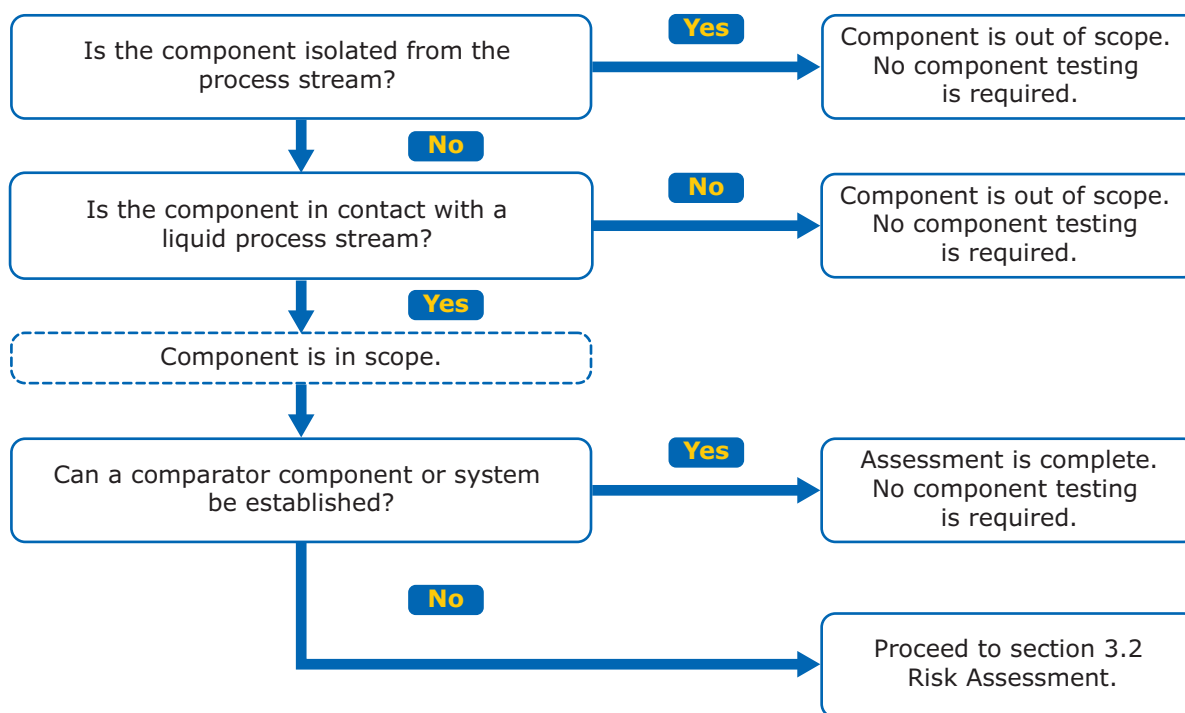 Is the component isolated from the
process stream?
Yes
Component is out of scope.
No component testing
is required.
No
Is the component in contact with a
liquid process stream?
No
Component is out of scope.
No component testing
is required.
Yes
Component is in scope.
Can a comparator component or system
be established?
Yes
Assessment is complete.
No component testing
is required.
No
Proceed to section 3.2
Risk Assessment.